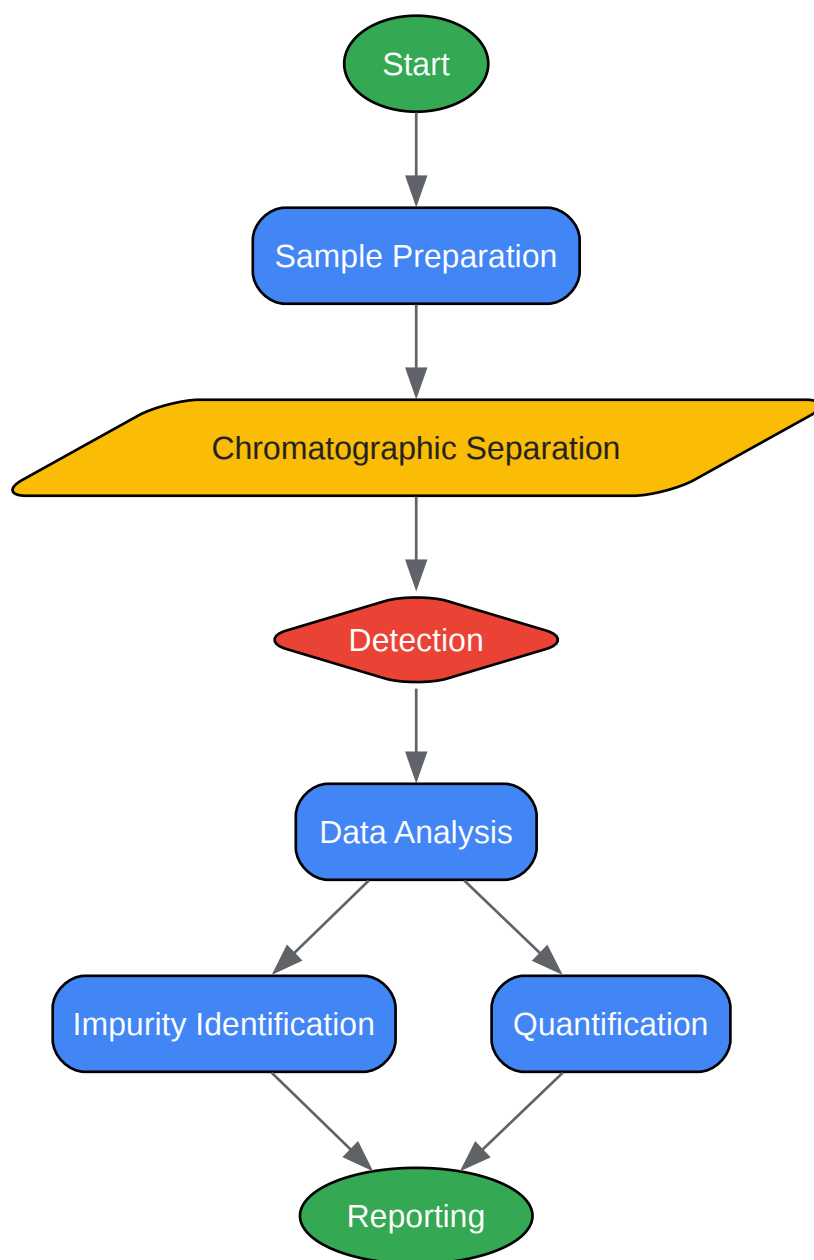 Start
Sample Preparation
Chromatographic Separation
Detection
Data Analysis
Impurity Identification
Quantification
Reporting